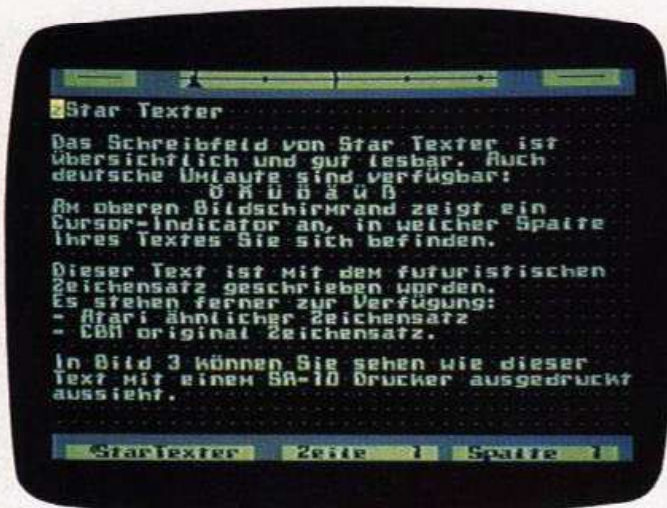 zStar Texter
Das Schreibfeld von Star Texter ist
übersichtlich und gut lesbar. Auch
deutsche Umlaute sind verfügbar:
Ö Ä Ü ö ä ü ß
Am oberen Bildschirmrand zeigt ein
Cursor-Indicator an, in welcher Spalte
Ihres Textes Sie sich befinden.
Dieser Text ist mit dem futuristischen
Zeichensatz geschrieben worden.
Es stehen ferner zur Verfügung:
- Atari ähnlicher Zeichensatz
- CBM original Zeichensatz.
In Bild 3 können Sie sehen wie dieser
Text mit einem SR-10 Drucker ausgedruckt
aussieht.
StarTexter Zeile 1 Spalte 1